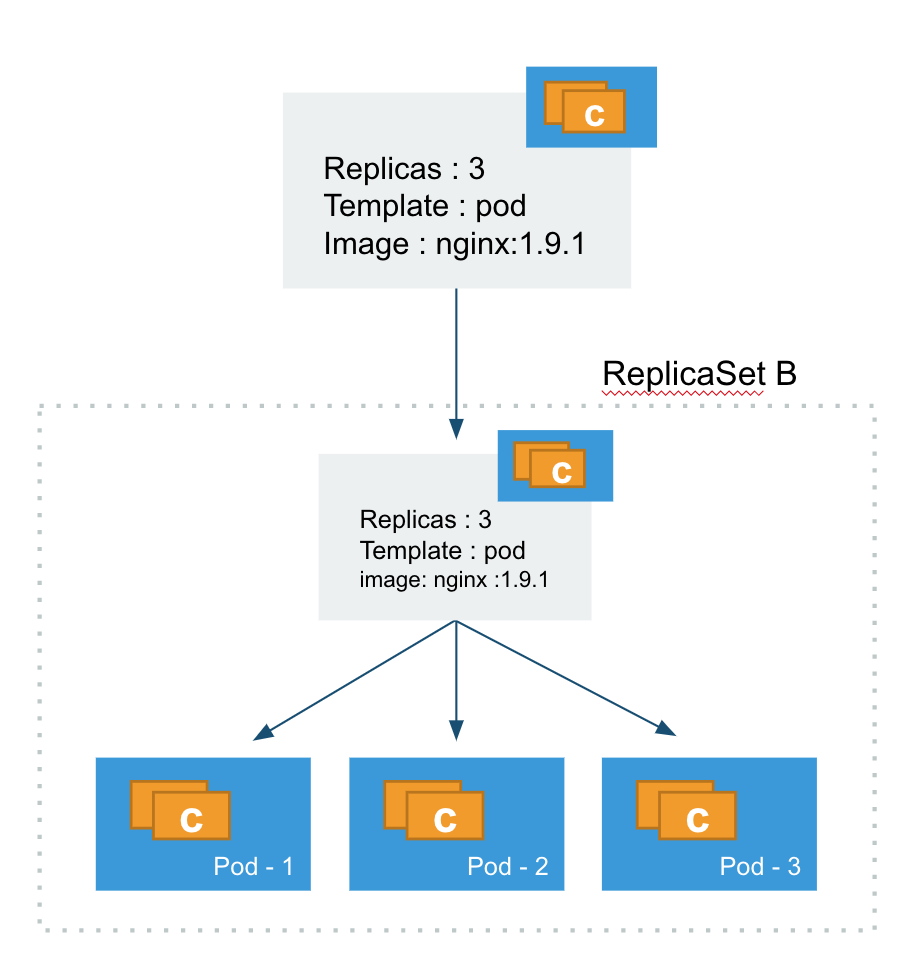 c
Replicas : 3
Template : pod
Image : nginx:1.9.1
ReplicaSet B
c
Replicas : 3
Template : pod
image: nginx :1.9.1
c
Pod - 1
c
Pod - 2
c
Pod - 3